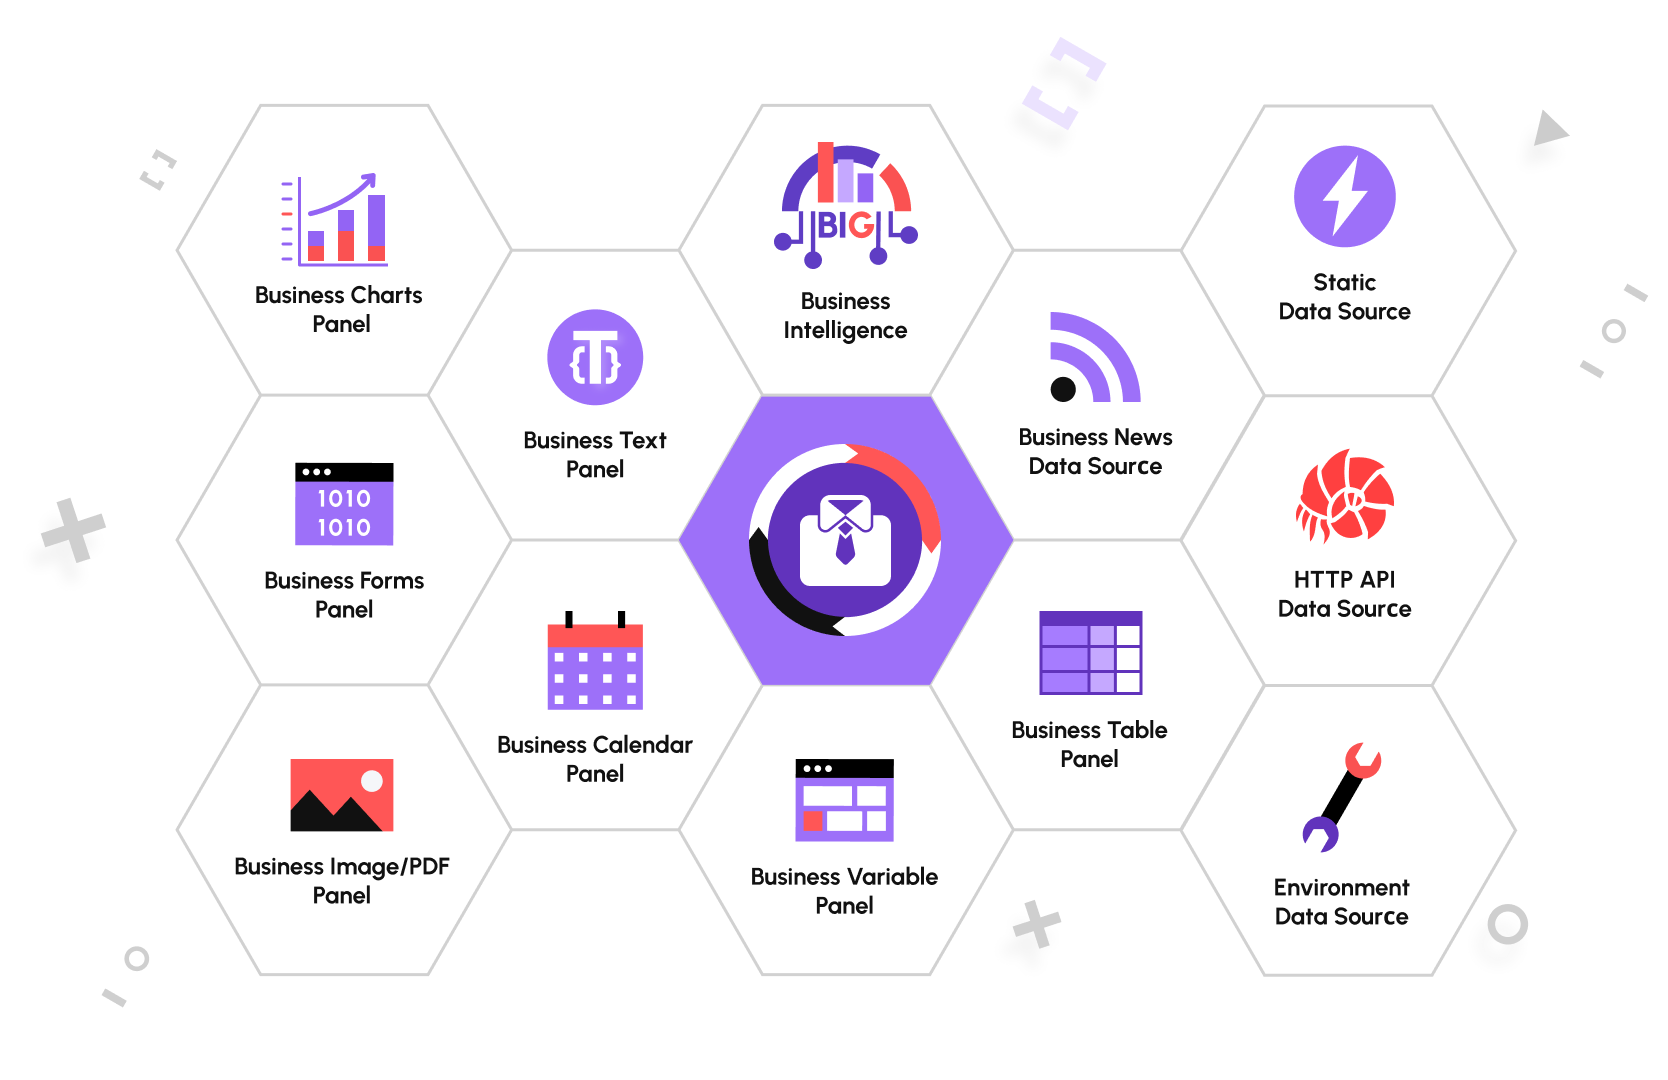 Business Charts
Panel
BIG
Business
Intelligence
Static
Data Source
T
Business Text
Panel
Business News
Data Source
1010
1010
Business Forms
Panel
HTTP API
Data Source
Business Calendar
Panel
Business Table
Panel
Business Image/PDF
Panel
Business Variable
Panel
Environment
Data Source